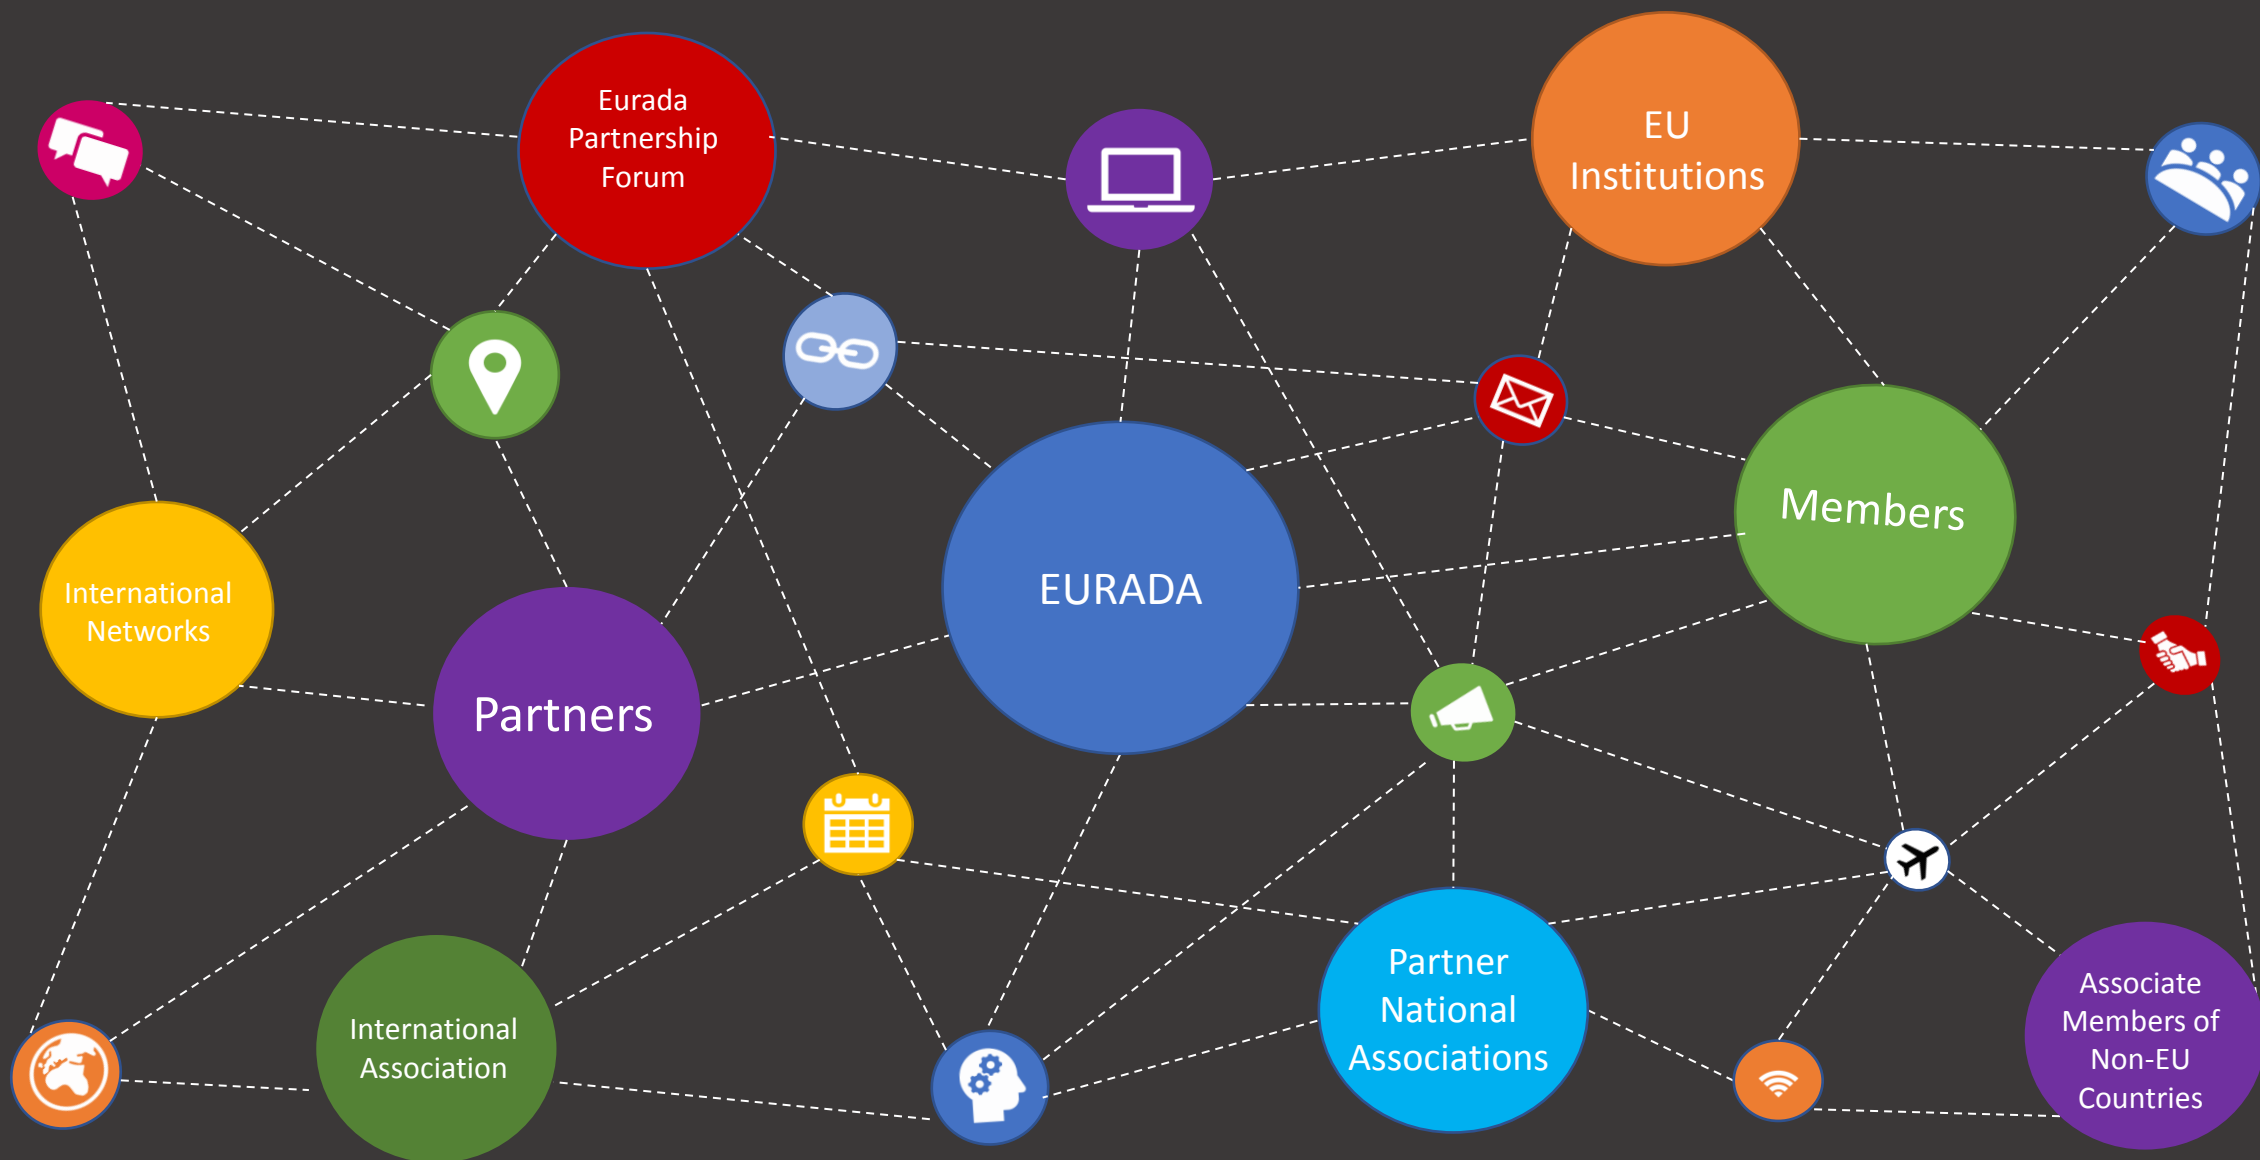 Eurada
Partnership
Forum
EU
Institutions
Members
EURADA
International
Networks
Partners
Partner
National
Associations
International
Association
Associate
Members of
Non-EU
Countries